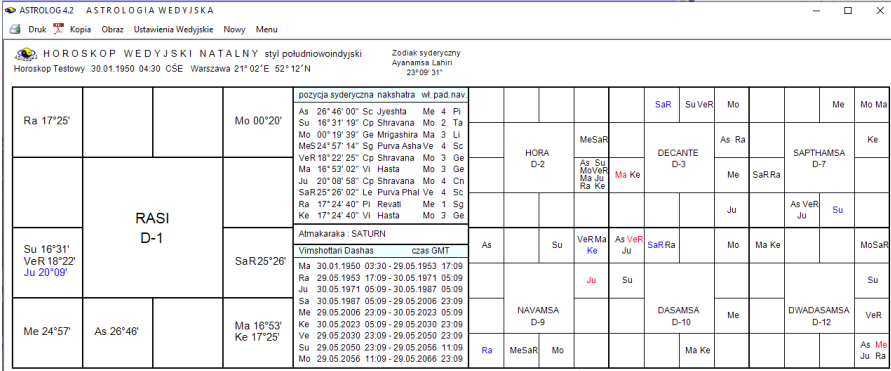 ASTROLOG 4.2 ASTROLOGIA WEDYJSKA
Druk Kopia Obraz Ustawienia Wedyjskie Nowy Menu
HOROSKOP WEDYJSKI NATALNY styl południowoindyjski
Horoskop Testowy 30.01.1950 04:30 CŚE Warszawa 21°02'E 52°12'N
Zodiak syderyczny
Ayanamsa Lahiri
23°09'31"
Ra 17°25'
Mo 00°20'
RASI
D-1
Su 16°31'
VeR 18°22'
Ju 20°09'
SaR 25°26'
Me 24°57'
As 26°46'
Ma 16°53'
Ke 17°25'
pozycja syderyczna nakshatra wł. pad. nav.
As 26°46'00" Sc Jyeshta Me 4 Pi
Su 16°31'19" Cp Shravana Mo 2 Ta
Mo 00°19'39" Ge Mrigashira Ma 3 Li
MeS 24°57'14" Sg Purva Asha Ve 4 Sc
VeR 18°22'25" Cp Shravana Mo 3 Ge
Ma 16°53'02" Vi Hasta Mo 3 Ge
Ju 20°08'58" Cp Shravana Mo 4 Cn
SaR 25°26'02" Le Purva Phal Ve 4 Sc
Ra 17°24'40" Pi Revati Me 1 Sg
Ke 17°24'40" Vi Hasta Mo 3 Ge
Atmakaraka : SATURN
Vimshottari Dashas czas GMT
Ma 30.01.1950 03:30 - 29.05.1953 17:09
Ra 29.05.1953 17:09 - 30.05.1971 05:09
Ju 30.05.1971 05:09 - 30.05.1987 05:09
Sa 30.05.1987 05:09 - 29.05.2006 23:09
Me 29.05.2006 23:09 - 30.05.2023 05:09
Ke 30.05.2023 05:09 - 29.05.2030 23:09
Ve 29.05.2030 23:09 - 29.05.2050 23:09
Su 29.05.2050 23:09 - 29.05.2056 11:09
Mo 29.05.2056 11:09 - 29.05.2066 23:09
MeSaR
HORA
D-2
As Su
MoVeR
Ma Ju
Ra Ke
SaR
Su VeR
Mo
As Ra
DECANTE
D-3
Ma Ke
Me
Ju
Me
Mo Ma
Ke
SAPTHAMSA
D-7
SaR Ra
As VeR
Ju
Su
As
Su
VeR Ma
Ke
Ju
NAVAMSA
D-9
Ra
MeSaR
Mo
As VeR
Ju
SaR Ra
Mo
Su
Me
DASAMSA
D-10
Ma Ke
Ma Ke
MoSaR
Su
DWADASAMSA
D-12
VeR
As Me
Ju Ra